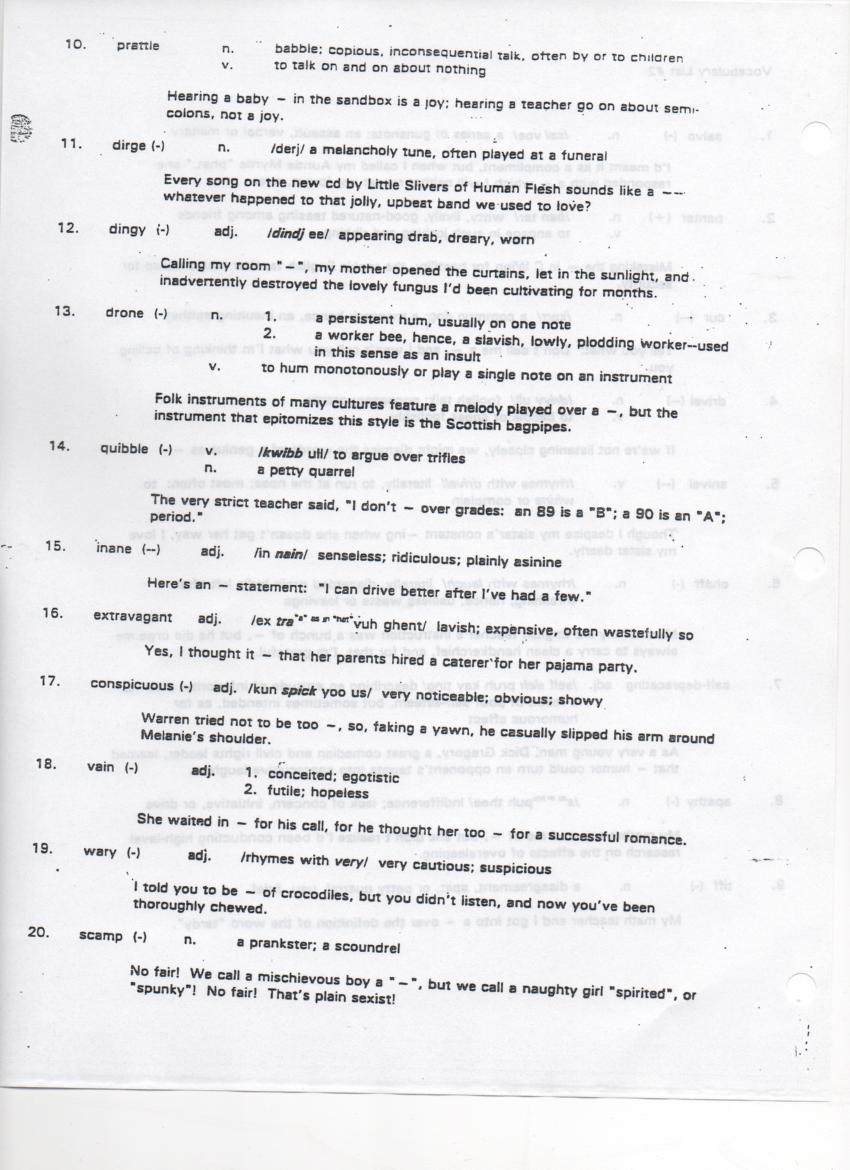 10. prattle n. babble; copious, inconsequential talk, often by or to children
v. to talk on and on about nothing
Hearing a baby – in the sandbox is a joy; hearing a teacher go on about semi-
colons, not a joy.
11. dirge (-) n. /derj/ a melancholy tune, often played at a funeral
Every song on the new cd by Little Slivers of Human Flesh sounds like a –-
whatever happened to that jolly, upbeat band we used to love?
12. dingy (-) adj. /dindj ee/ appearing drab, dreary, worn
Calling my room "–", my mother opened the curtains, let in the sunlight, and
inadvertently destroyed the lovely fungus I'd been cultivating for months.
13. drone (-) n. 1. a persistent hum, usually on one note
2. a worker bee, hence, a slavish, lowly, plodding worker--used
in this sense as an insult
v. to hum monotonously or play a single note on an instrument
Folk instruments of many cultures feature a melody played over a –, but the
instrument that epitomizes this style is the Scottish bagpipes.
14. quibble (-) v. /kwibb ull/ to argue over trifles
n. a petty quarrel
The very strict teacher said, "I don't – over grades: an 89 is a "B"; a 90 is an "A";
period."
15. inane (--) adj. /in nain/ senseless; ridiculous; plainly asinine
Here's an – statement: "I can drive better after I've had a few."
16. extravagant adj. /ex tra "a" as in "hat" vuh ghent/ lavish; expensive, often wastefully so
Yes, I thought it – that her parents hired a caterer for her pajama party.
17. conspicuous (-) adj. /kun spick yoo us/ very noticeable; obvious; showy
Warren tried not to be too –, so, faking a yawn, he casually slipped his arm around
Melanie's shoulder.
18. vain (-) adj. 1. conceited; egotistic
2. futile; hopeless
She waited in – for his call, for he thought her too – for a successful romance.
19. wary (-) adj. /rhymes with very/ very cautious; suspicious
I told you to be – of crocodiles, but you didn't listen, and now you've been
thoroughly chewed.
20. scamp (-) n. a prankster; a scoundrel
No fair! We call a mischievous boy a "–", but we call a naughty girl "spirited", or
"spunky"! No fair! That's plain sexist!